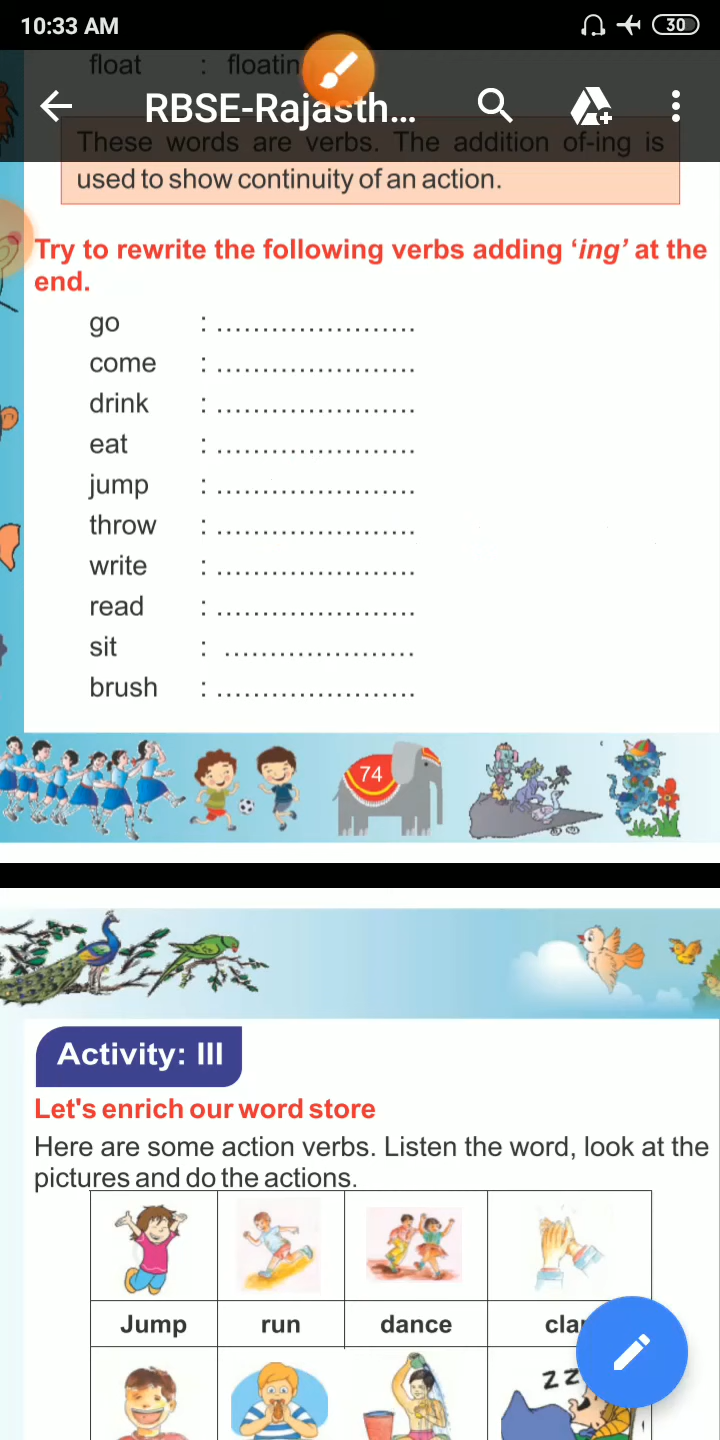 10:33 AM
30
float : floatin
RBSE-Rajasth...
These words are verbs. The addition of-ing is
used to show continuity of an action.
Try to rewrite the following verbs adding ‘ing’ at the
end.
go : ......................
come : ......................
drink : ......................
eat : ......................
jump : ......................
throw : ......................
write : ......................
read : ......................
sit : .....................
brush : ......................
74
Activity: III
Let's enrich our word store
Here are some action verbs. Listen the word, look at the
pictures and do the actions.
Jump run dance cla
Z Z